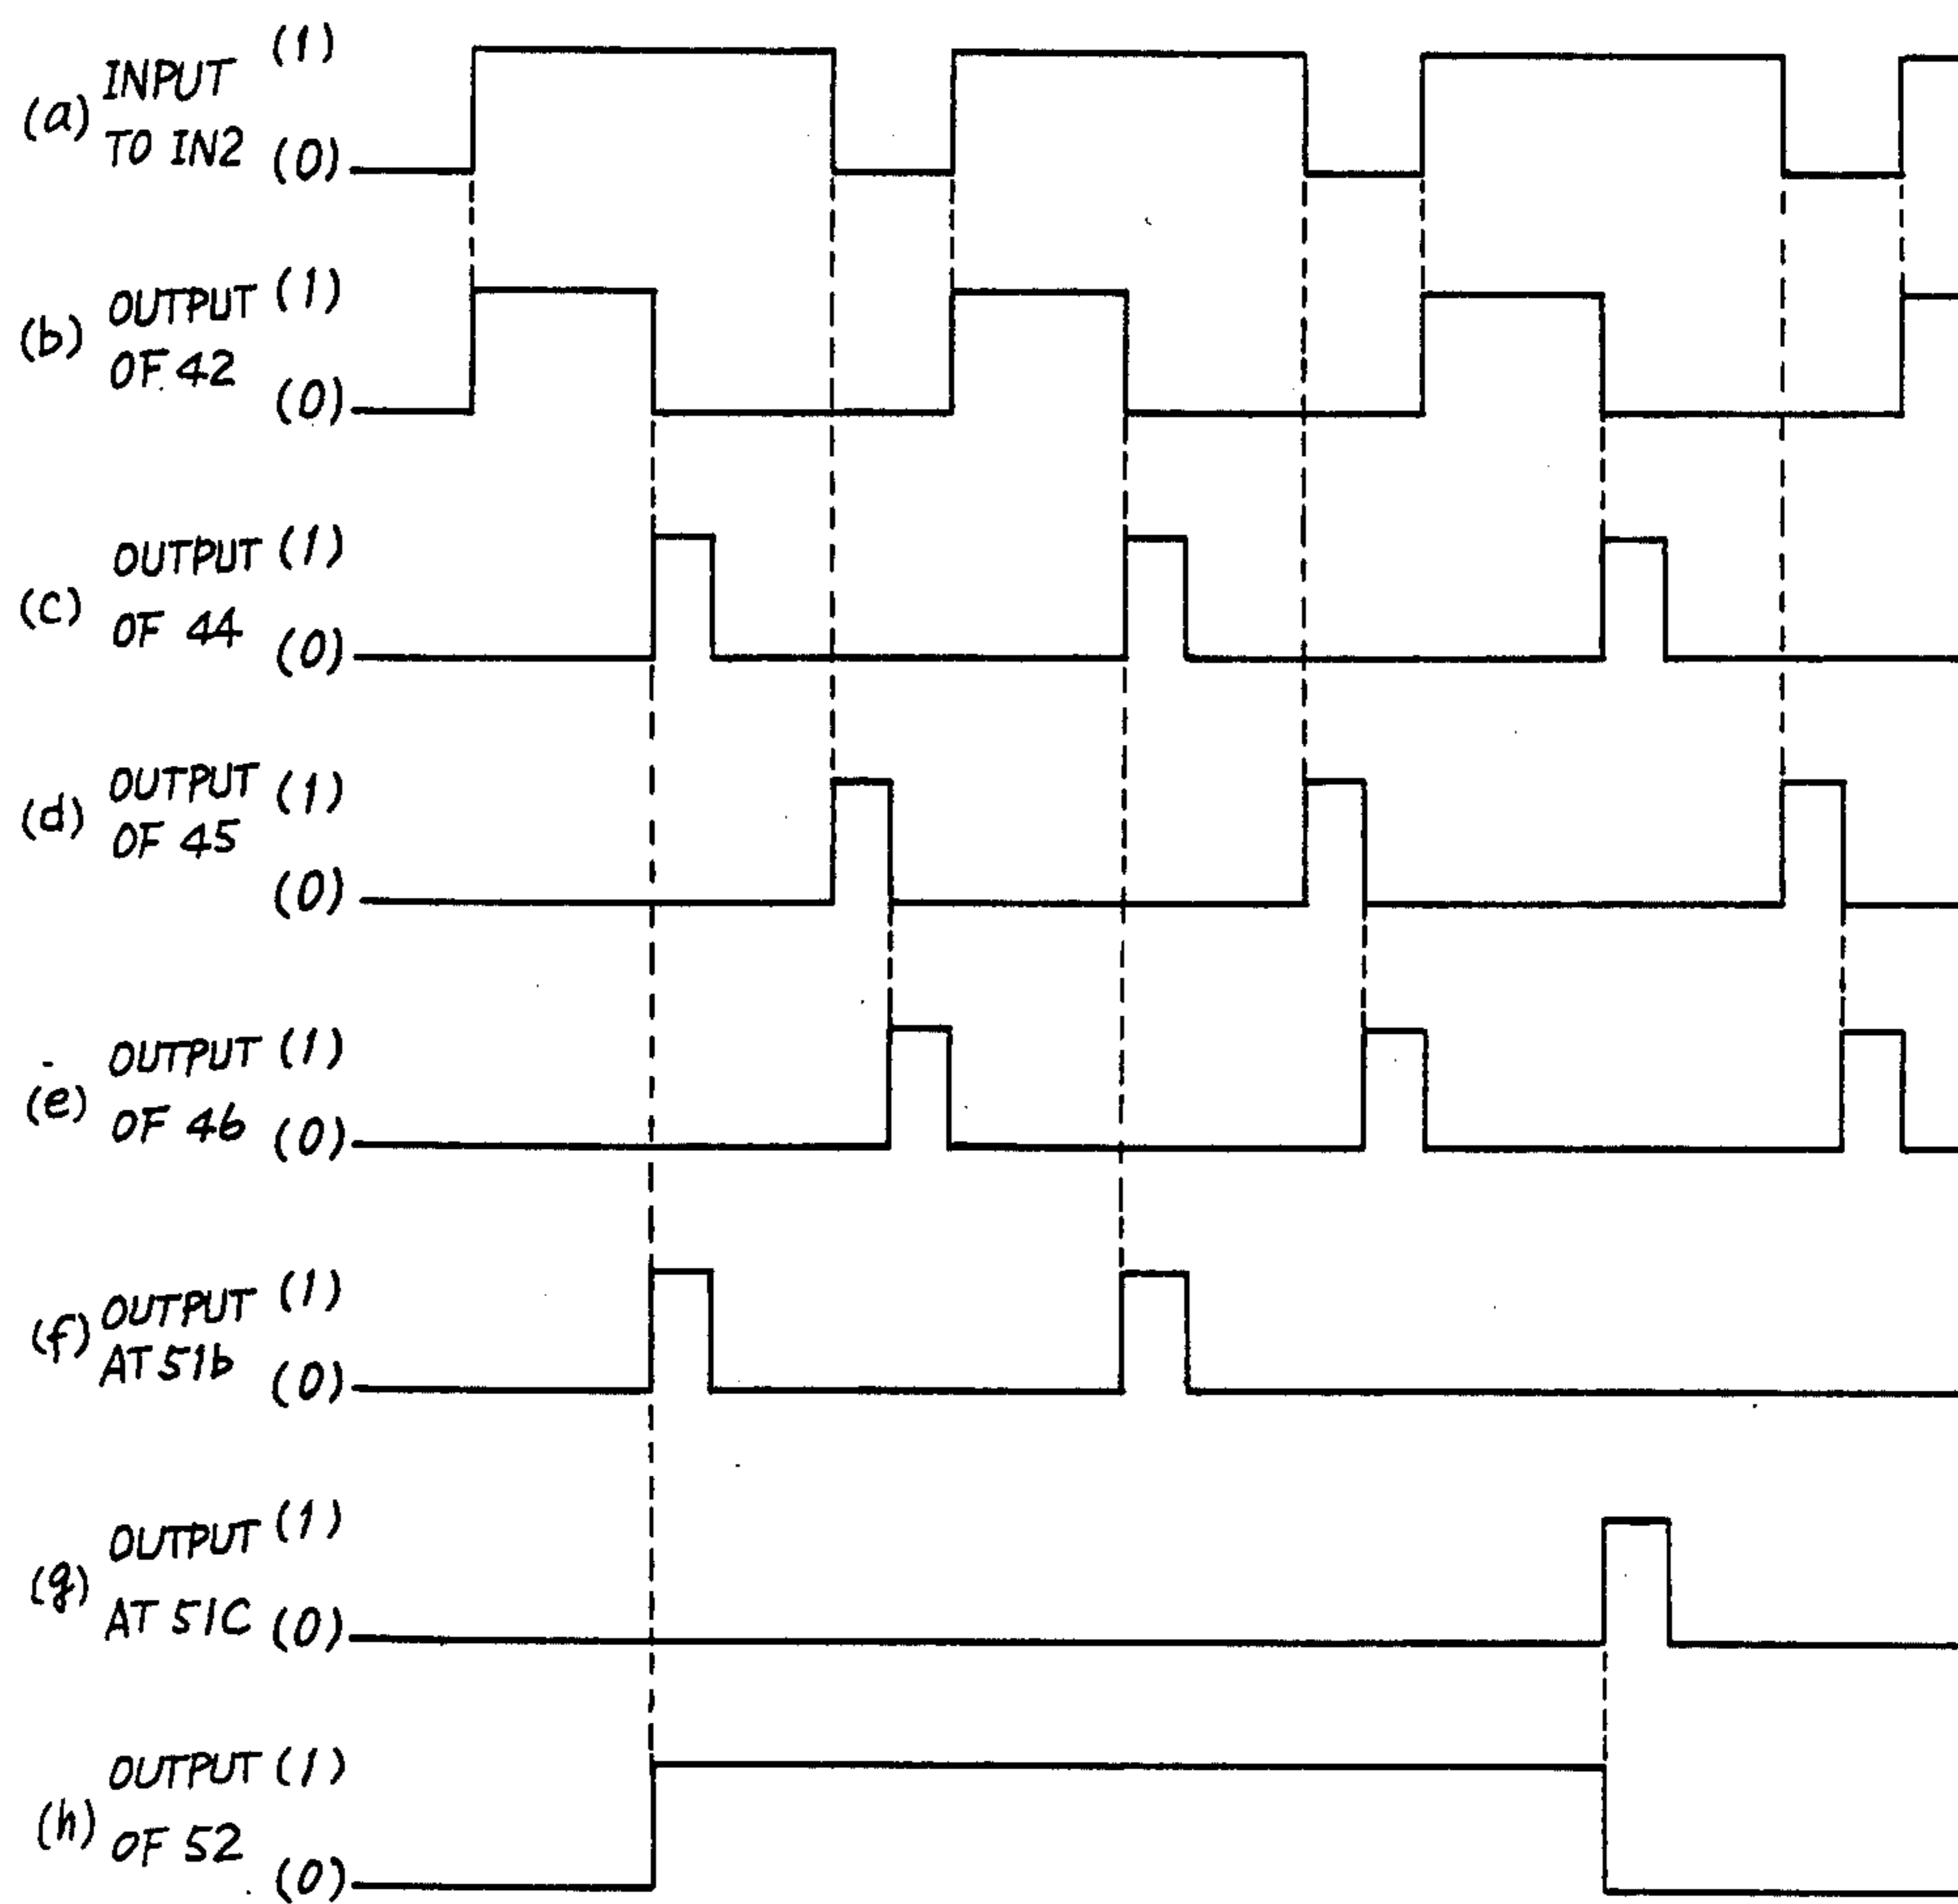 (a) INPUT (1)
TO IN2 (0)
(b) OUTPUT (1)
OF 42 (0)
(c) OUTPUT (1)
OF 44 (0)
(d) OUTPUT (1)
OF 45 (0)
(e) OUTPUT (1)
OF 46 (0)
(f) OUTPUT (1)
AT 51b (0)
(g) OUTPUT (1)
AT 51C (0)
(h) OUTPUT (1)
OF 52 (0)